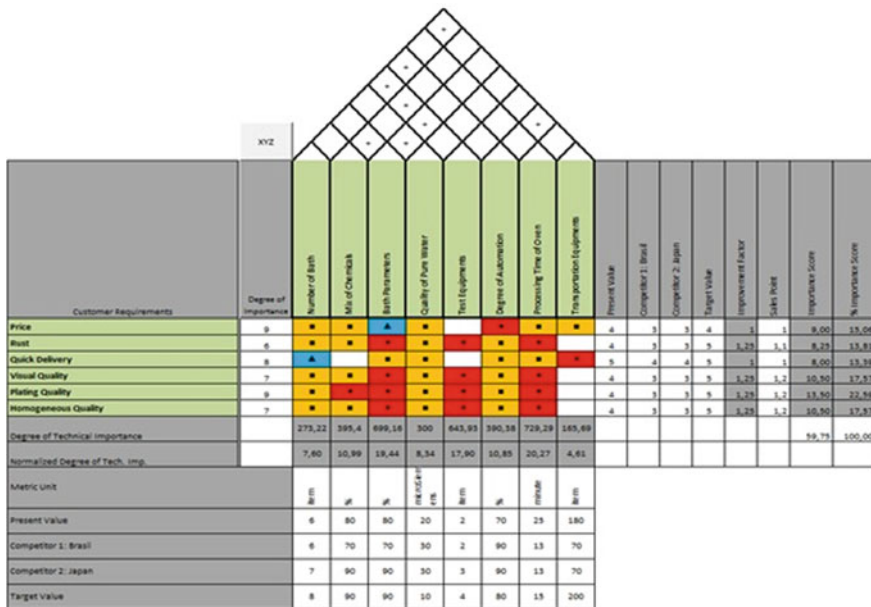 XYZ
Customer Requirements Degree of Importance Number of Bath Mix of Chemicals Bath Parameters Quality of Pure Water Test Equipments Degree of Automation Processing Time of Oven Transportation Equipments Present Value Competitor 1: Brasil Competitor 2: Japan Target Value Improvement Factor Sales Point Importance Score % Importance Score
Price 9 4 3 3 4 1 1 9,00
Rust 6 4 3 3 5 1,25 1,1 8,25
Quick Delivery 8 5 4 4 5 1 1 8,00
Visual Quality 7 4 3 3 5 1,25 1,2 10,50
Plating Quality 9 4 3 3 5 1,25 1,2 13,50
Homogeneous Quality 7 4 3 3 5 1,25 1,2 10,50
Degree of Technical Importance 273,22 395,4 699,16 300 643,93 390,38 729,29 165,69 59,75 100,00
Normalized Degree of Tech. Imp. 7,60 10,99 19,44 8,34 17,90 10,85 20,27 4,61
Metric Unit Item % % Item % minute Item
Present Value 6 80 80 20 2 70 25 180
Competitor 1: Brasil 6 70 70 30 2 90 13 70
Competitor 2: Japan 7 90 90 30 3 90 13 70
Target Value 8 90 90 10 4 80 15 200